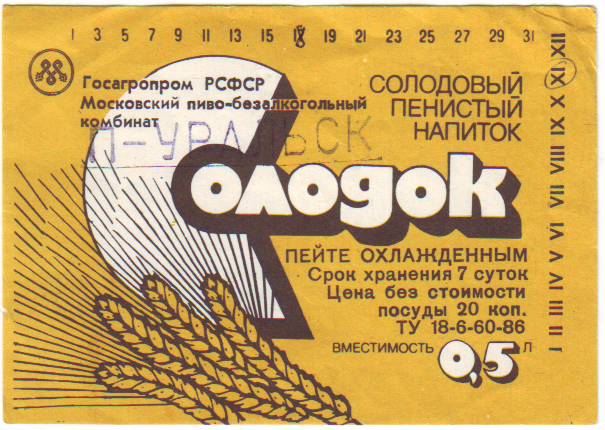 1 3 5 7 9 11 13 15 17 19 21 23 25 27 29 31
Госагропром РСФСР
Московский пиво-безалкогольный
комбинат
П-УРАЛЬСК
СОЛОДОВЫЙ
ПЕНИСТЫЙ
НАПИТОК
Солодок
ПЕЙТЕ ОХЛАЖДЕННЫМ
Срок хранения 7 суток
Цена без стоимости
посуды 20 коп.
ТУ 18-6-60-86
ВМЕСТИМОСТЬ 0,5 Л
I II III IV V VI VII VIII IX X XI XII